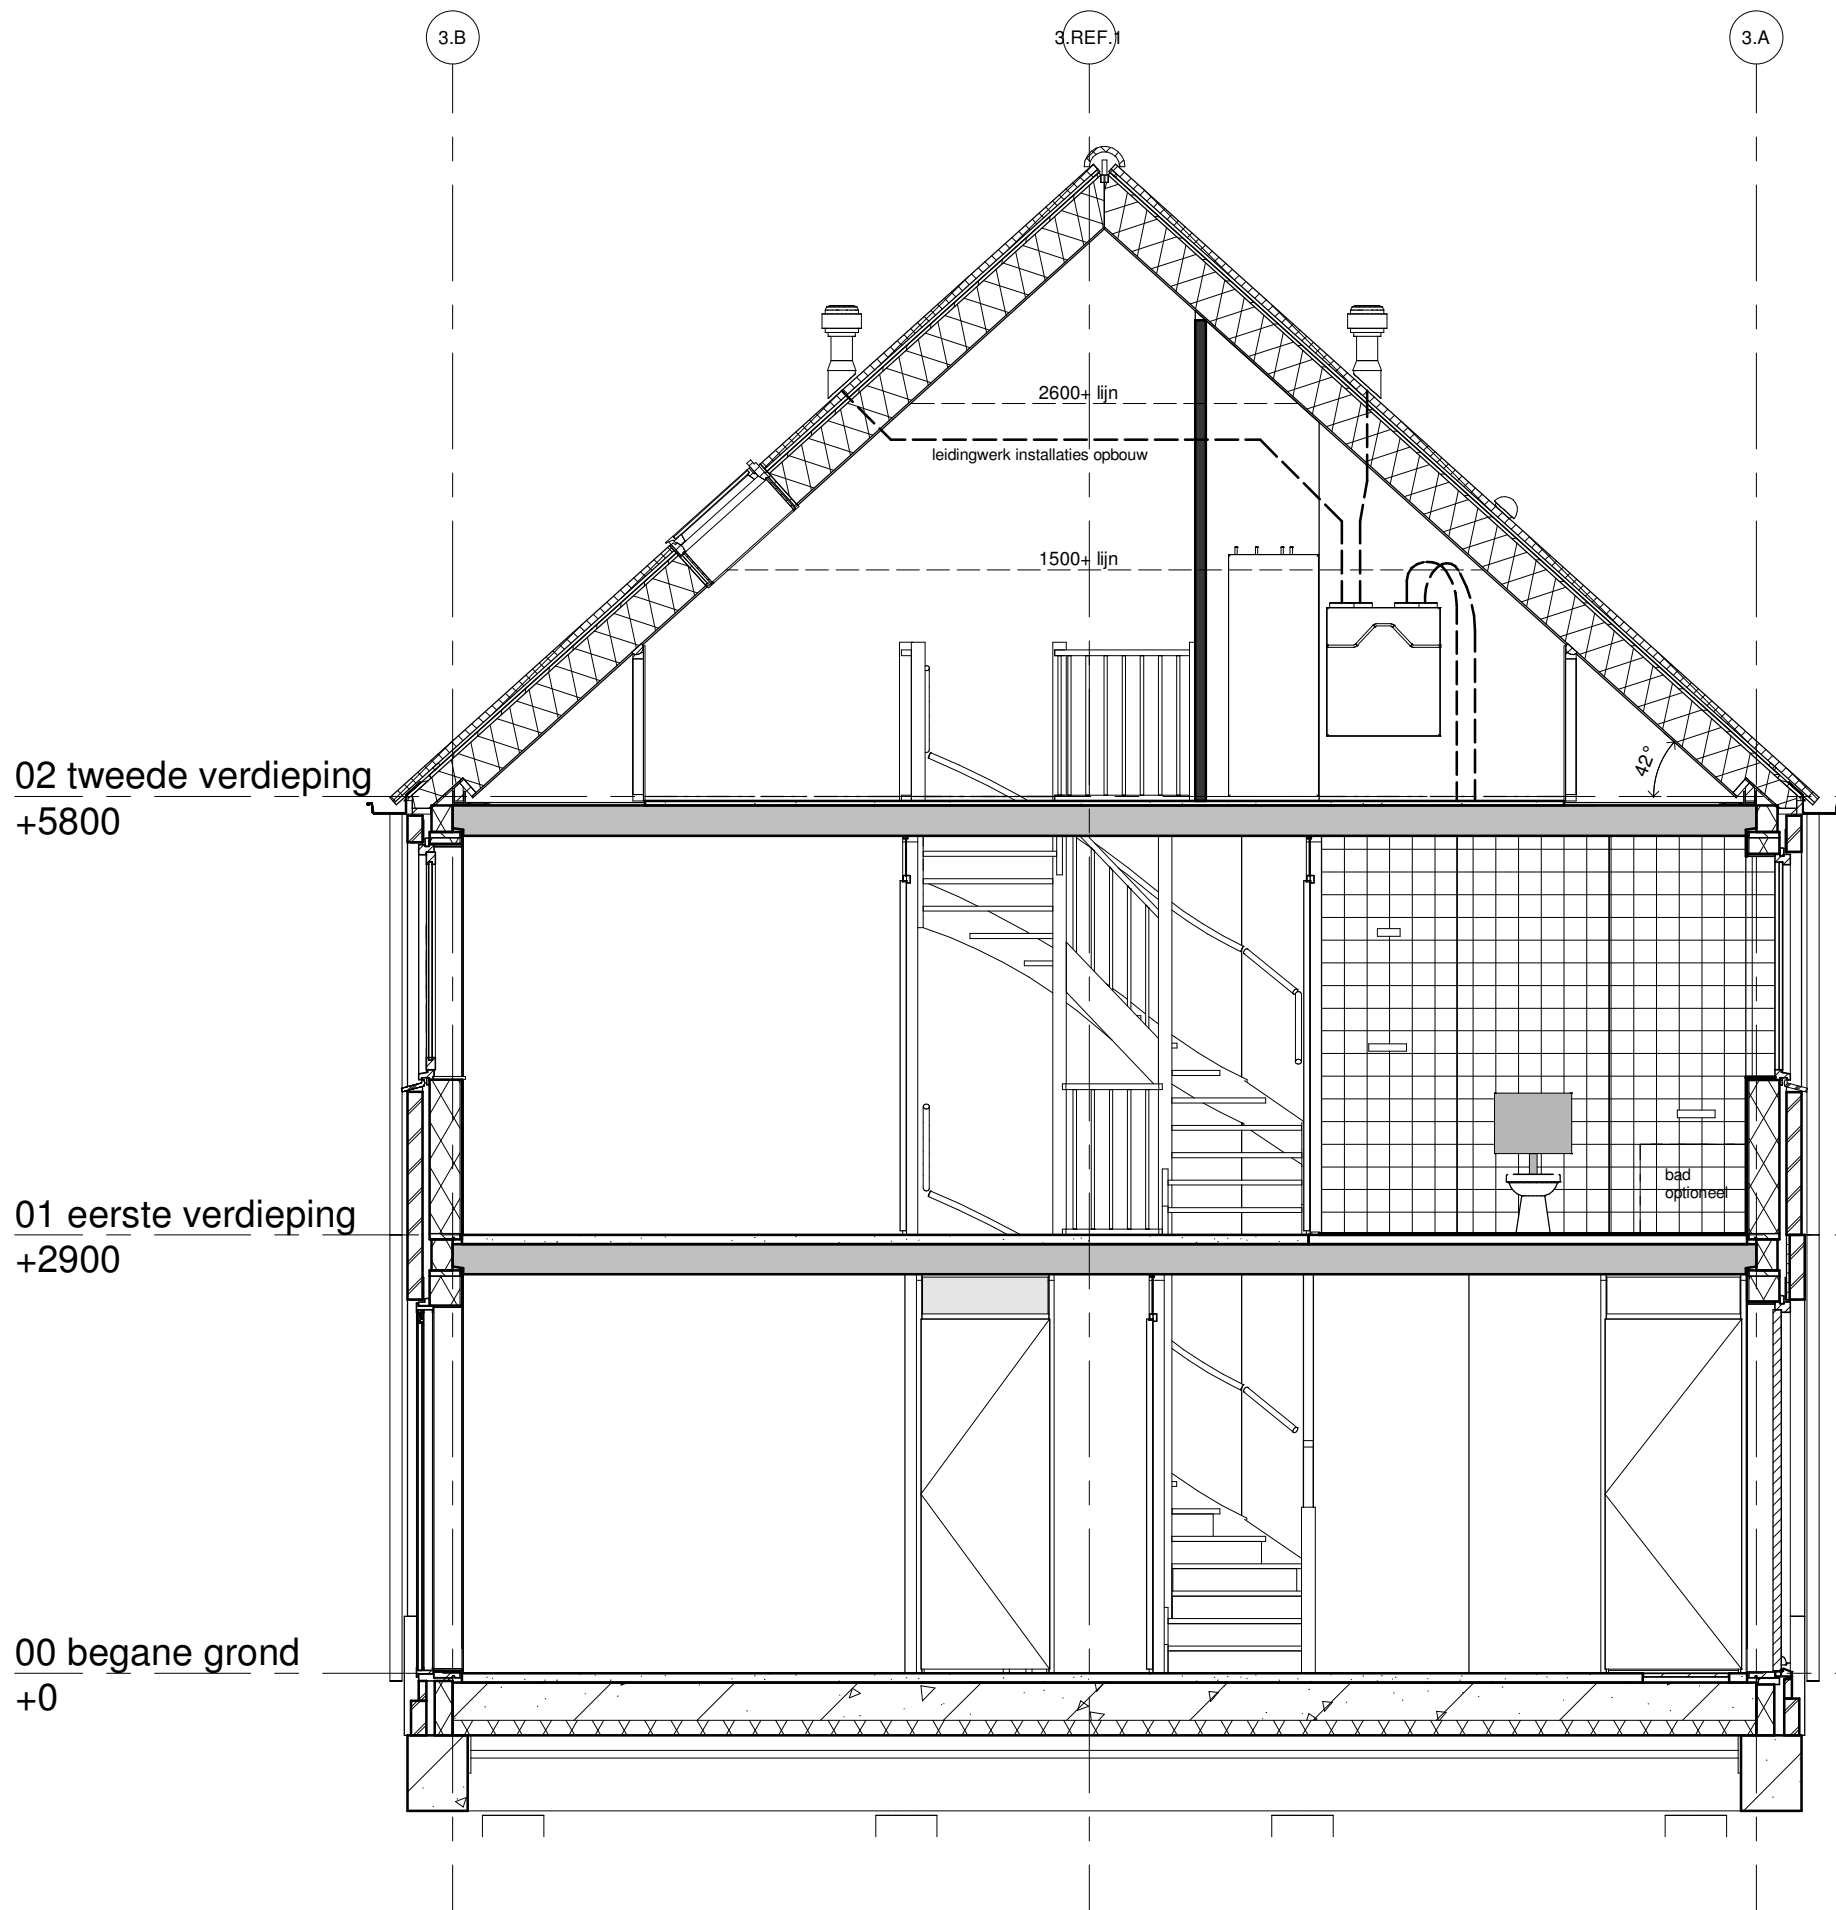 3.B
3.REF.1
3.A
2600+ lijn
leidingwerk installaties opbouw
1500+ lijn
42°
02 tweede verdieping
+5800
bad
optioneel
01 eerste verdieping
+2900
00 begane grond
+0